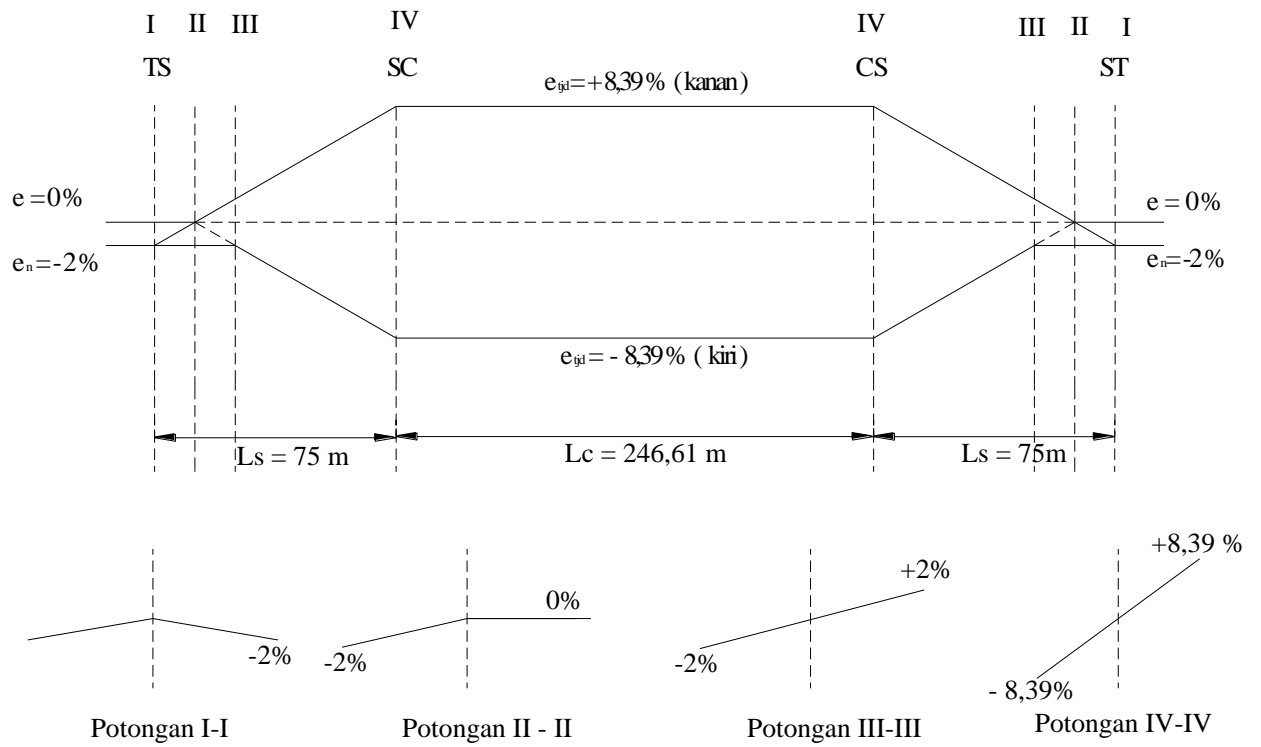 I II III IV IV III II I
TS SC CS ST
etjd=+8,39% (kanan)
e =0% e = 0%
en=-2% en=-2%
etjd= - 8,39% ( kiri)
Ls = 75 m Lc = 246,61 m Ls = 75m
-2%
-2% 0%
-2% +2%
- 8,39% +8,39 %
Potongan I-I Potongan II - II Potongan III-III Potongan IV-IV